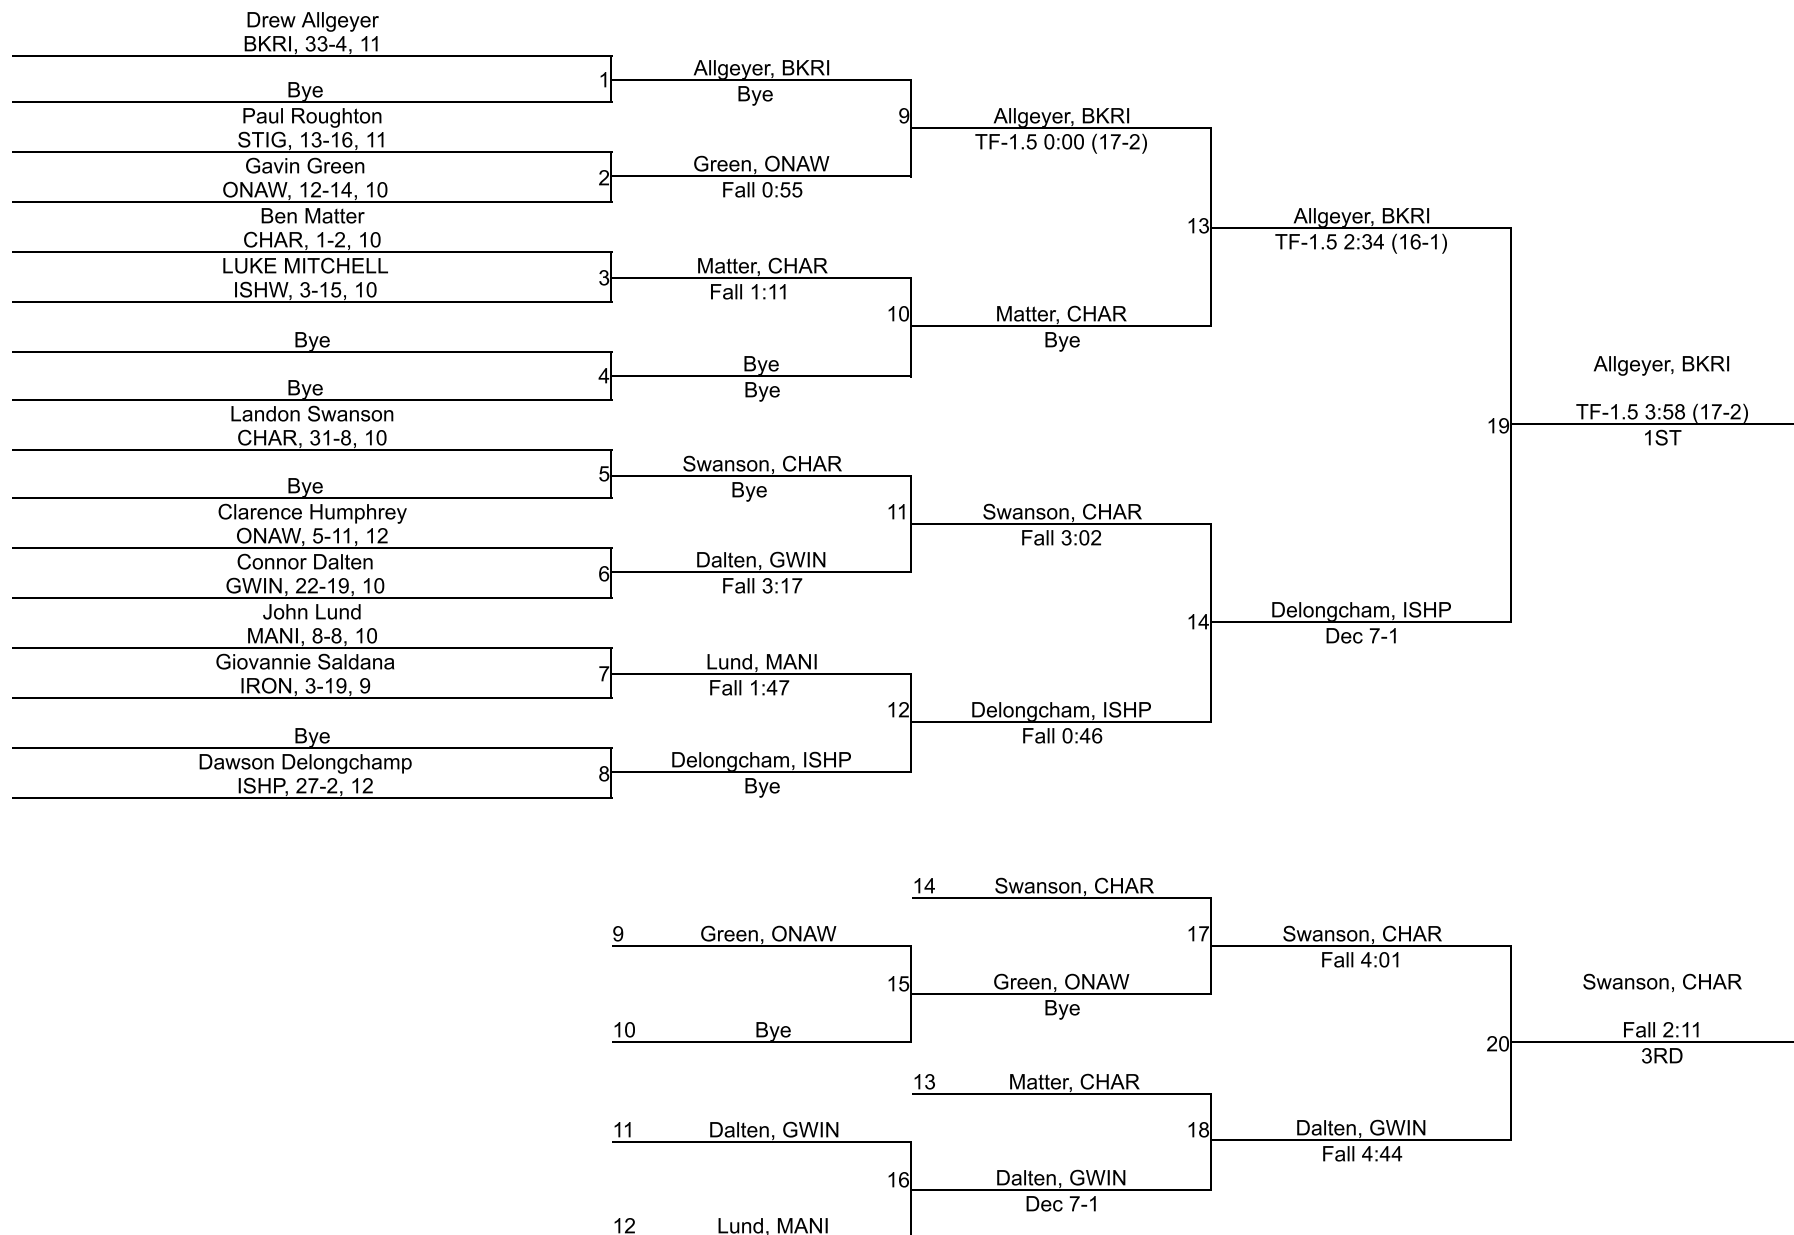 Drew Allgeyer
BKRI, 33-4, 11
Bye
Paul Roughton
STIG, 13-16, 11
Gavin Green
ONAW, 12-14, 10
Ben Matter
CHAR, 1-2, 10
LUKE MITCHELL
ISHW, 3-15, 10
Bye
Bye
Landon Swanson
CHAR, 31-8, 10
Bye
Clarence Humphrey
ONAW, 5-11, 12
Connor Dalten
GWIN, 22-19, 10
John Lund
MANI, 8-8, 10
Giovannie Saldana
IRON, 3-19, 9
Bye
Dawson Delongchamp
ISHP, 27-2, 12
1
Allgeyer, BKRI
Bye
2
Green, ONAW
Fall 0:55
3
Matter, CHAR
Fall 1:11
4
Bye
Bye
5
Swanson, CHAR
Bye
6
Dalten, GWIN
Fall 3:17
7
Lund, MANI
Fall 1:47
8
Delongcham, ISHP
Bye
9
Allgeyer, BKRI
TF-1.5 0:00 (17-2)
10
Matter, CHAR
Bye
11
Swanson, CHAR
Fall 3:02
12
Delongcham, ISHP
Fall 0:46
13
Allgeyer, BKRI
TF-1.5 2:34 (16-1)
14
Delongcham, ISHP
Dec 7-1
19
Allgeyer, BKRI
TF-1.5 3:58 (17-2)
1ST
14 Swanson, CHAR
9 Green, ONAW
10 Bye
15
Green, ONAW
Bye
17
Swanson, CHAR
Fall 4:01
13 Matter, CHAR
11 Dalten, GWIN
12 Lund, MANI
16
Dalten, GWIN
Dec 7-1
18
Dalten, GWIN
Fall 4:44
20
Swanson, CHAR
Fall 2:11
3RD